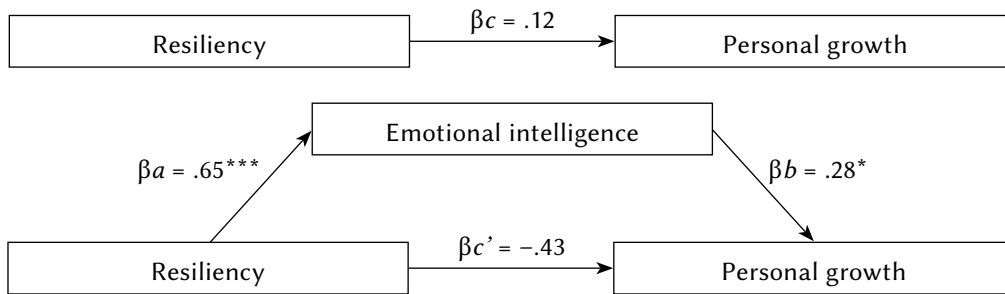 βc = .12
Resiliency
Personal growth
Emotional intelligence
βa = .65***
βb = .28*
βc’ = –.43
Resiliency
Personal growth